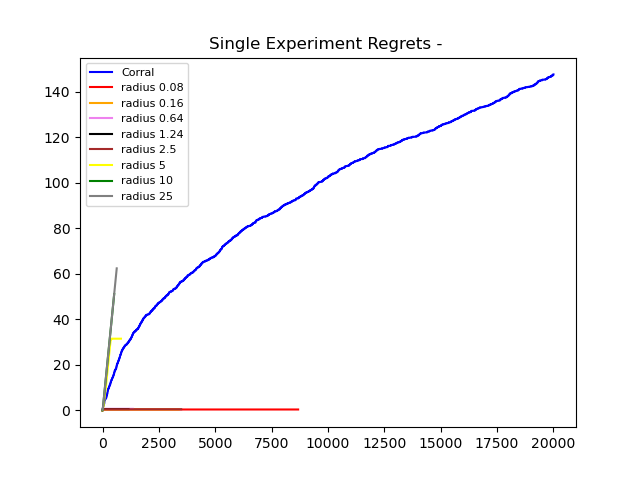 Single Experiment Regrets -
Corral
radius 0.08
radius 0.16
radius 0.64
radius 1.24
radius 2.5
radius 5
radius 10
radius 25
140
120
100
80
60
40
20
0
0 2500 5000 7500 10000 12500 15000 17500 20000